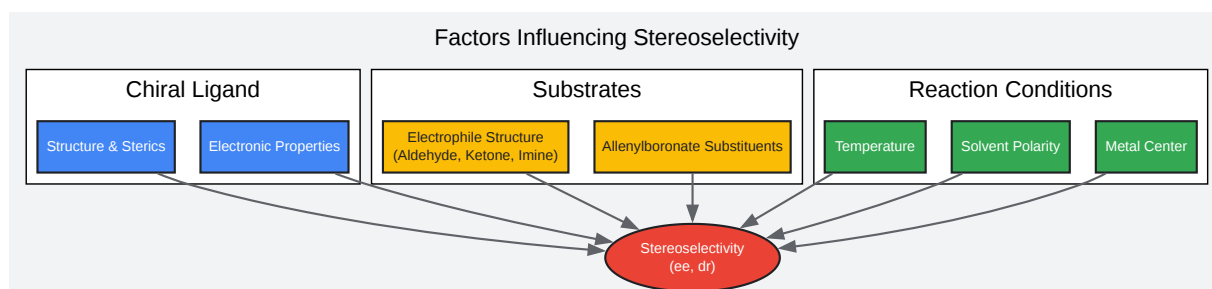 Factors Influencing Stereoselectivity
Chiral Ligand
Structure & Sterics
Electronic Properties
Substrates
Electrophile Structure
(Aldehyde, Ketone, Imine)
Allenylboronate Substituents
Reaction Conditions
Temperature
Solvent Polarity
Metal Center
Stereoselectivity
(ee, dr)